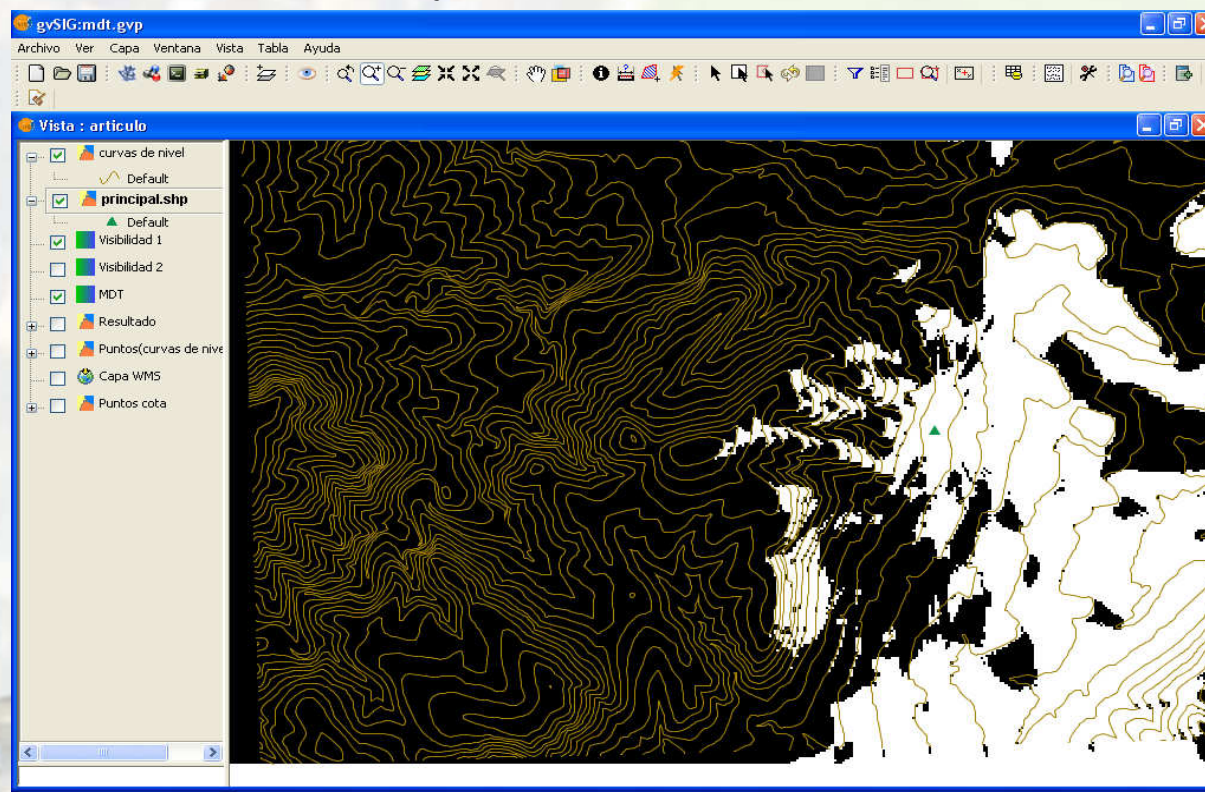 gvSIG:mdt.gvp
Archivo Ver Capa Ventana Vista Tabla Ayuda
Vista : articulo
curvas de nivel
Default
principal.shp
Default
Visibilidad 1
Visibilidad 2
MDT
Resultado
Puntos(curvas de nive
Capa WMS
Puntos cota